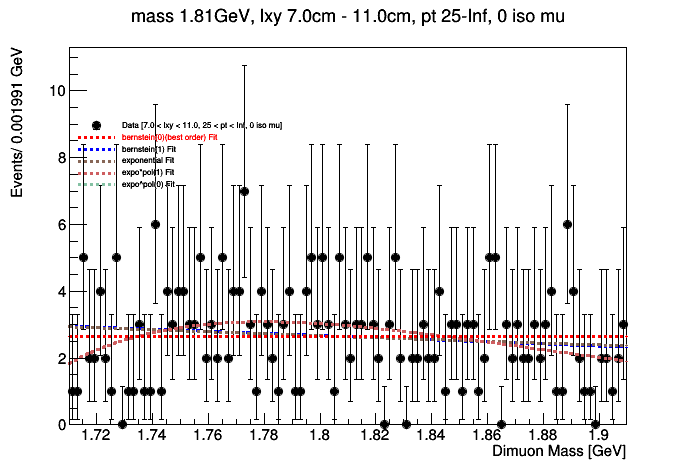 mass 1.81GeV, lxy 7.0cm - 11.0cm, pt 25-Inf, 0 iso mu
Events/ 0.001991 GeV
10
8
6
4
2
0
Data [7.0 < lxy < 11.0, 25 < pt < Inf, 0 iso mu]
bernstein(0)(best order) Fit
bernstein(1) Fit
exponential Fit
expo*pol(1) Fit
expo*pol(0) Fit
1.72 1.74 1.76 1.78 1.8 1.82 1.84 1.86 1.88 1.9
Dimuon Mass [GeV]